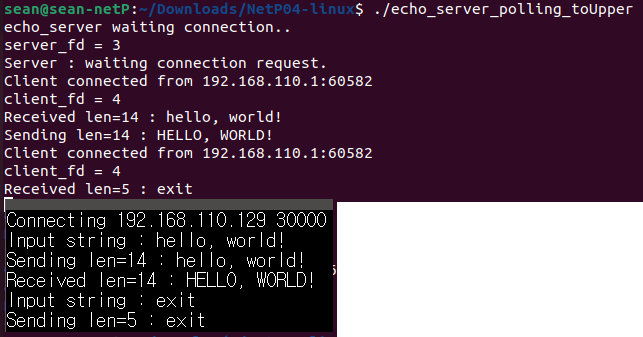 sean@sean-netP:~/Downloads/NetP04-linux$ ./echo_server_polling_toUpper
echo_server waiting connection..
server_fd = 3
Server : waiting connection request.
Client connected from 192.168.110.1:60582
client_fd = 4
Received len=14 : hello, world!
Sending len=14 : HELLO, WORLD!
Client connected from 192.168.110.1:60582
client_fd = 4
Received len=5 : exit
Connecting 192.168.110.129 30000
Input string : hello, world!
Sending len=14 : hello, world!
Received len=14 : HELLO, WORLD!
Input string : exit
Sending len=5 : exit